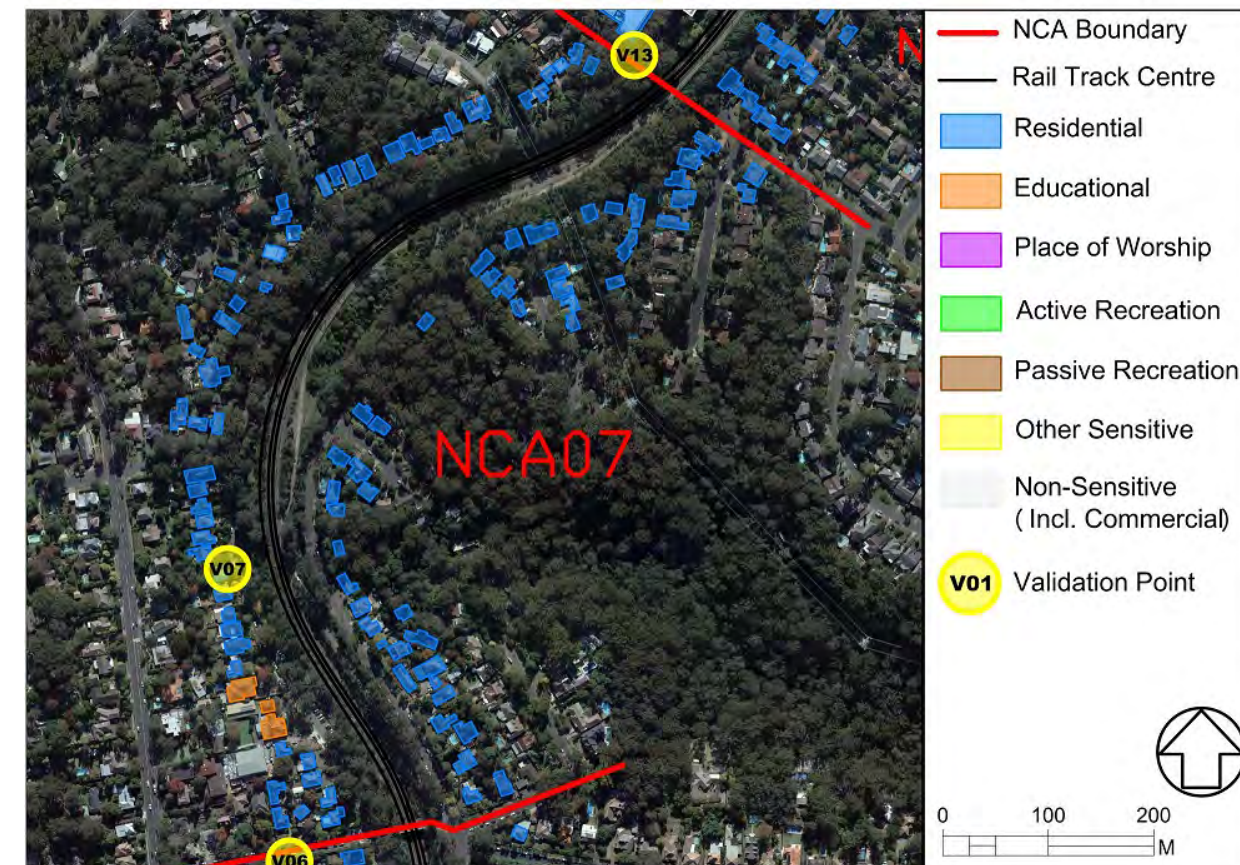 V13
N
NCA07
V07
V06
NCA Boundary
Rail Track Centre
Residential
Educational
Place of Worship
Active Recreation
Passive Recreation
Other Sensitive
Non-Sensitive
( Incl. Commercial)
V01 Validation Point
0 100 200
M